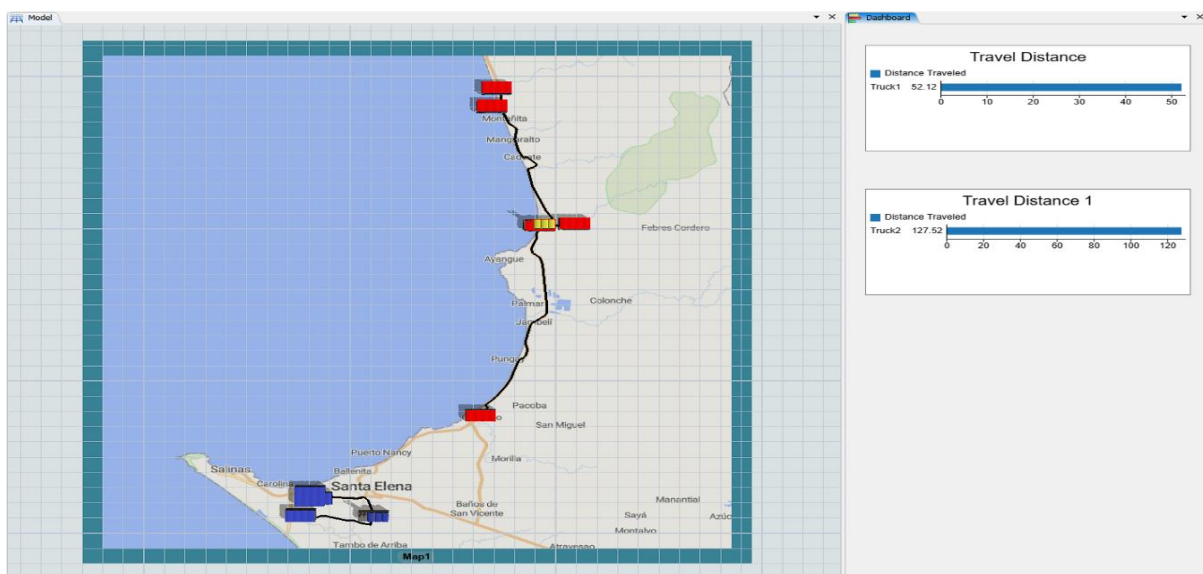 Model
Dashboard
Travel Distance
Distance Traveled
Truck1 52.12
0 10 20 30 40 50
Travel Distance 1
Distance Traveled
Truck2 127.52
0 20 40 60 80 100 120
Montañita
Manglaralto
Cadeate
Febres Cordero
Ayangue
Palmar
Colonche
Jambelí
Pacoba
San Miguel
Puerto Nancy
Morilla
Salinas
Ballenita
Carolina
Santa Elena
Baños de
San Vicente
Manantial
Sayá
Montalvo
Tambo de Arriba
Atravesao
Map1